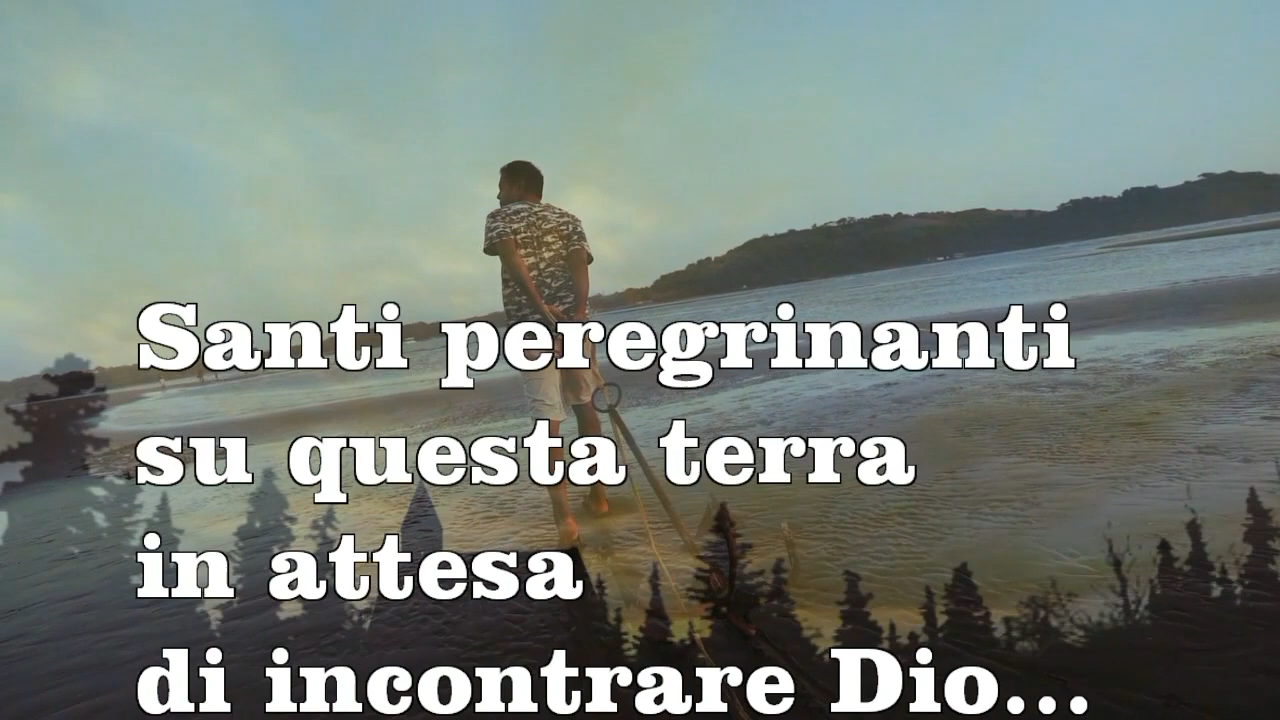 Santi peregrinanti
su questa terra
in attesa
di incontrare Dio...